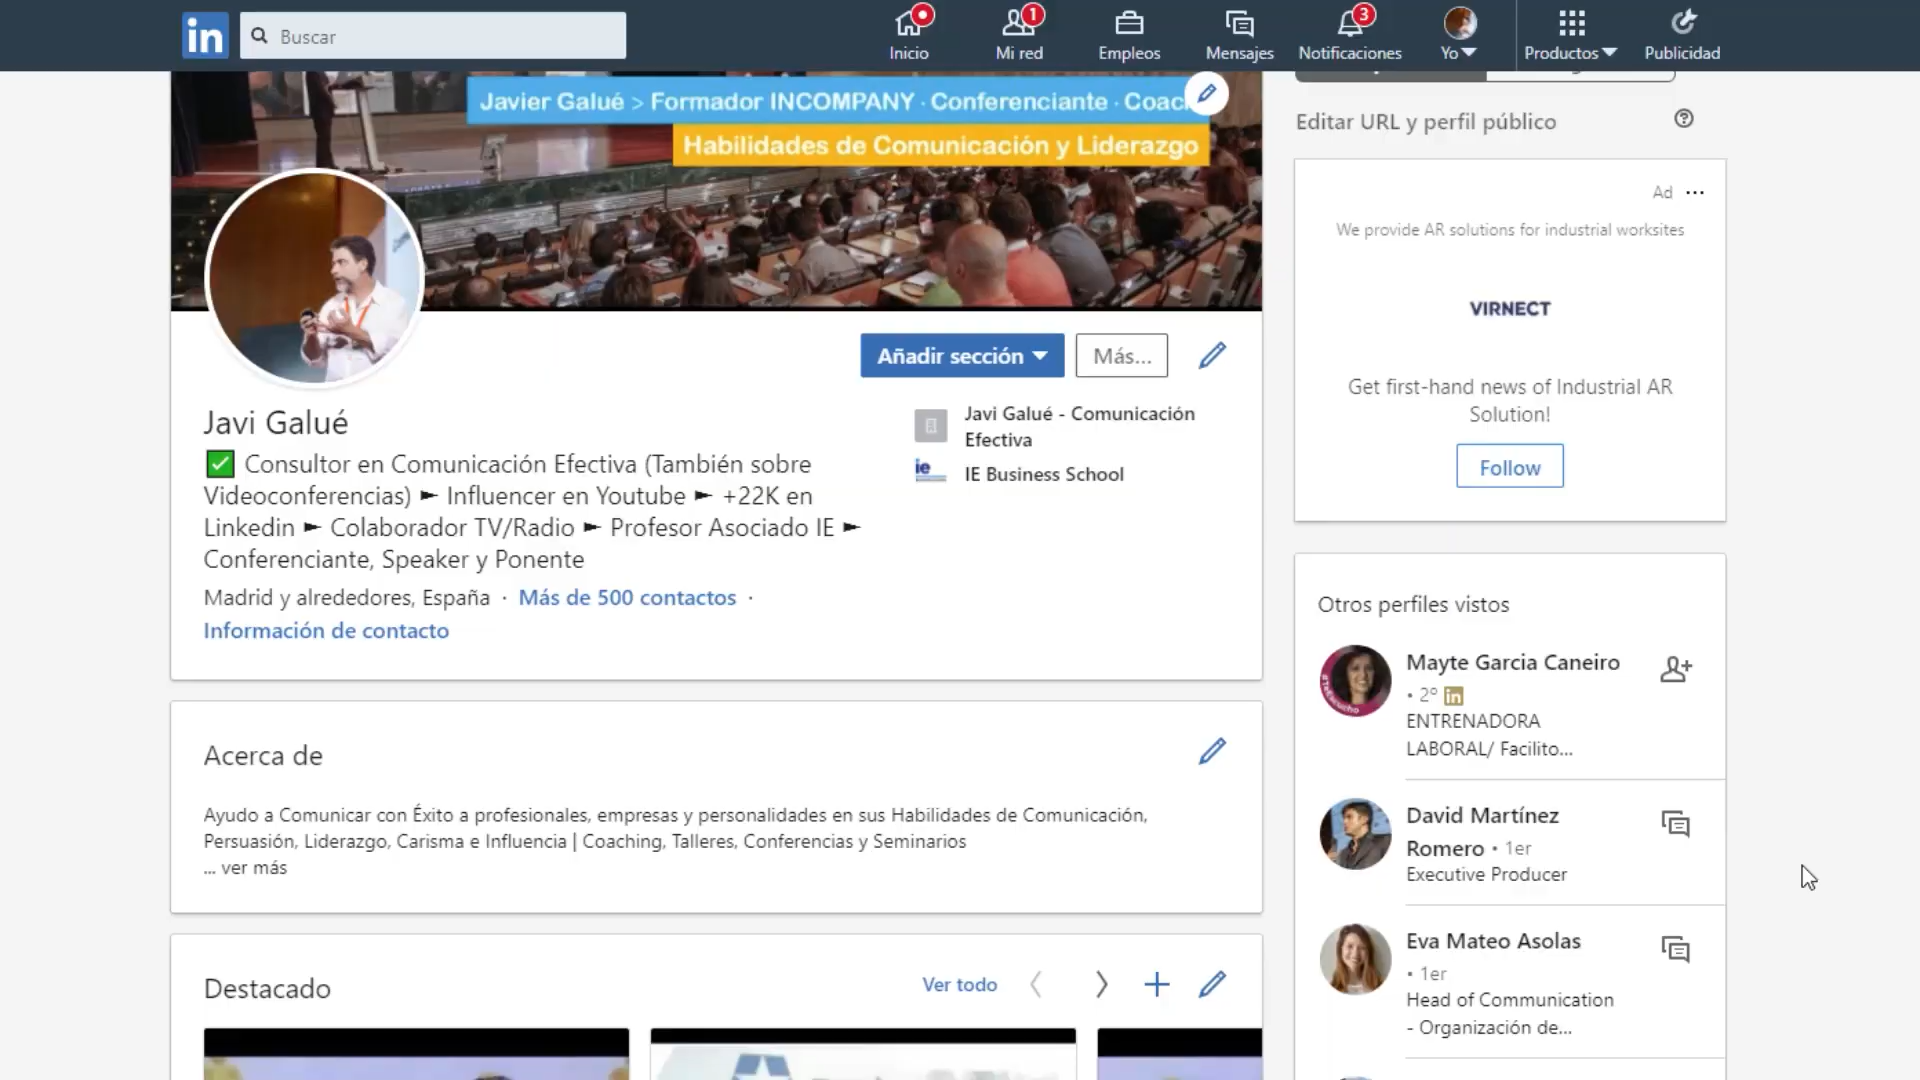 in
Buscar
Inicio
1
Mi red
Empleos
Mensajes
3
Notificaciones
Yo
Productos
Publicidad
Javier Galué > Formador INCOMPANY · Conferenciante · Coac
Habilidades de Comunicación y Liderazgo
Añadir sección
Más...
Javi Galué
✅ Consultor en Comunicación Efectiva (También sobre
Videoconferencias) ► Influencer en Youtube ► +22K en
Linkedin ► Colaborador TV/Radio ► Profesor Asociado IE ►
Conferenciante, Speaker y Ponente
Madrid y alrededores, España · Más de 500 contactos ·
Información de contacto
Javi Galué - Comunicación
Efectiva
ie
IE Business School
Acerca de
Ayudo a Comunicar con Éxito a profesionales, empresas y personalidades en sus Habilidades de Comunicación,
Persuasión, Liderazgo, Carisma e Influencia | Coaching, Talleres, Conferencias y Seminarios
... ver más
Destacado
Ver todo
Editar URL y perfil público
Ad ...
We provide AR solutions for industrial worksites
VIRNECT
Get first-hand news of Industrial AR
Solution!
Follow
Otros perfiles vistos
Mayte Garcia Caneiro
• 2º in
ENTRENADORA
LABORAL/ Facilito...
David Martínez
Romero • 1er
Executive Producer
Eva Mateo Asolas
• 1er
Head of Communication
- Organización de...